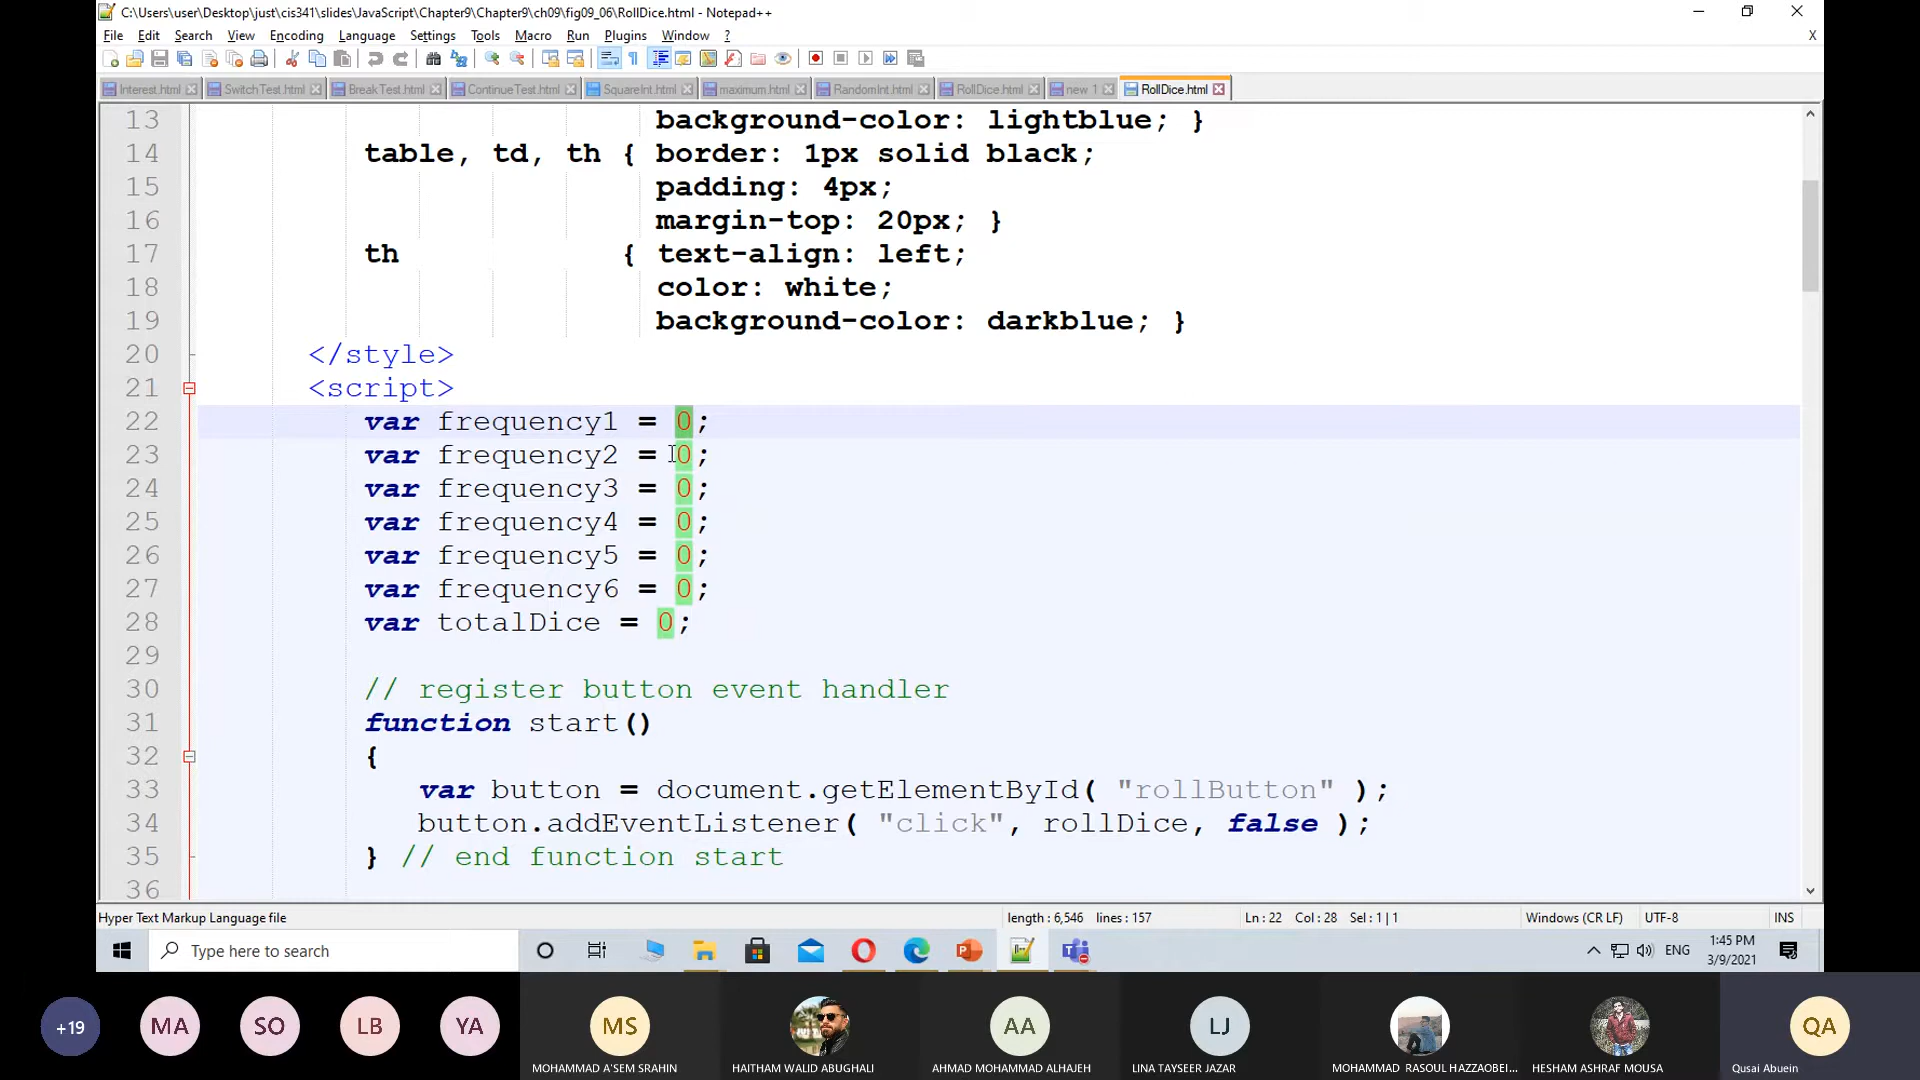 C:\Users\user\Desktop\just\cis341\slides\JavaScript\Chapter9\Chapter9\ch09\fig09_06\RollDice.html - Notepad++
File Edit Search View Encoding Language Settings Tools Macro Run Plugins Window ? X
Interest.html SwitchTest.html BreakTest.html ContinueTest.html SquareInt.html maximum.html RandomInt.html RollDice.html new 1 RollDice.html
13 background-color: lightblue; }
14 table, td, th { border: 1px solid black;
15 padding: 4px;
16 margin-top: 20px; }
17 th { text-align: left;
18 color: white;
19 background-color: darkblue; }
20 </style>
21 <script>
22 var frequency1 = 0;
23 var frequency2 = 0;
24 var frequency3 = 0;
25 var frequency4 = 0;
26 var frequency5 = 0;
27 var frequency6 = 0;
28 var totalDice = 0;
29
30 // register button event handler
31 function start()
32 {
33 var button = document.getElementById( "rollButton" );
34 button.addEventListener( "click", rollDice, false );
35 } // end function start
36
Hyper Text Markup Language file length : 6,546 lines : 157 Ln : 22 Col : 28 Sel : 1 | 1 Windows (CR LF) UTF-8 INS
Type here to search ENG 1:45 PM
3/9/2021
+19 MA SO LB YA MS AA LJ QA
MOHAMMAD A'SEM SRAHIN HAITHAM WALID ABUGHALI AHMAD MOHAMMAD ALHAJEH LINA TAYSEER JAZAR MOHAMMAD RASOUL HAZZAOBEI... HESHAM ASHRAF MOUSA Qusai Abuein